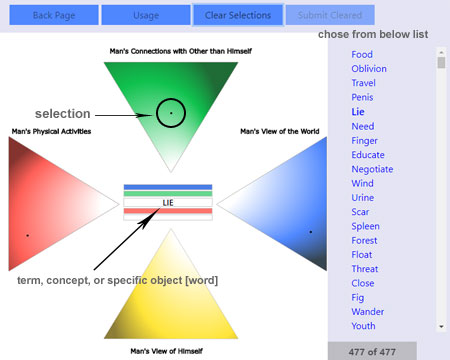 Back Page
Usage
Clear Selections
Submit Cleared
chose from below list
Man's Connections with Other than Himself
selection
Man's Physical Activities
Man's View of the World
LIE
term, concept, or specific object [word]
Man's View of Himself
Food
Oblivion
Travel
Penis
Lie
Need
Finger
Educate
Negotiate
Wind
Urine
Scar
Spleen
Forest
Float
Threat
Close
Fig
Wander
Youth
477 of 477